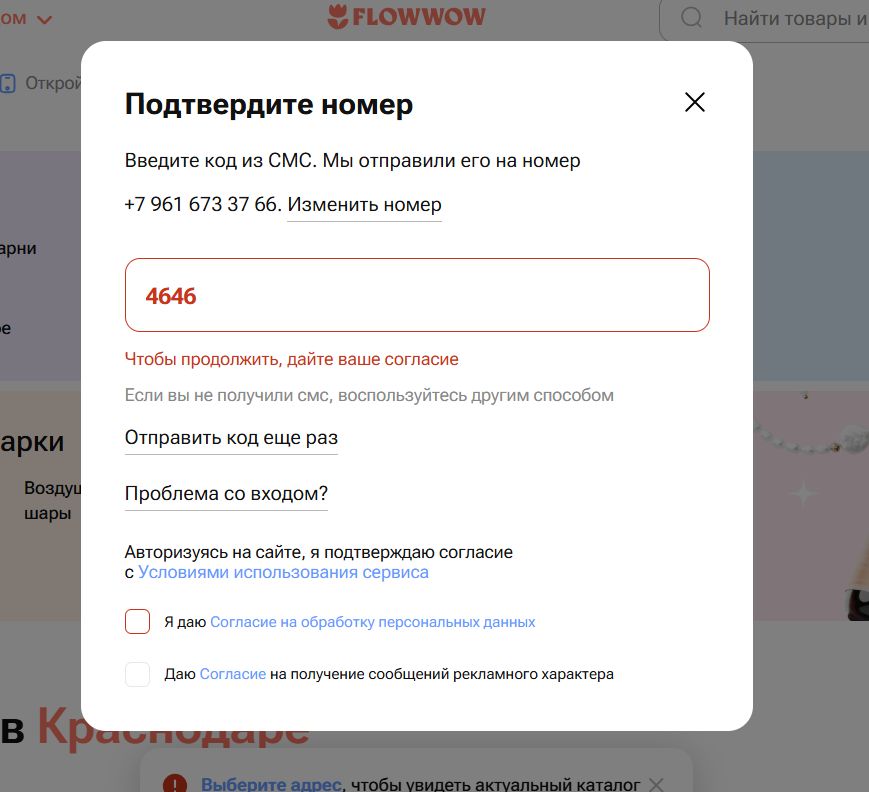 ом
FLOWWOW
Найти товары и
Открой
Подтвердите номер
Введите код из СМС. Мы отправили его на номер
+7 961 673 37 66. Изменить номер
арни
4646
ое
Чтобы продолжить, дайте ваше согласие
Если вы не получили смс, воспользуйтесь другим способом
арки
Отправить код еще раз
Воздуш
шары
Проблема со входом?
Авторизуясь на сайте, я подтверждаю согласие
с Условиями использования сервиса
Я даю Согласие на обработку персональных данных
Даю Согласие на получение сообщений рекламного характера
в Краснодаре
Выберите адрес, чтобы увидеть актуальный каталог